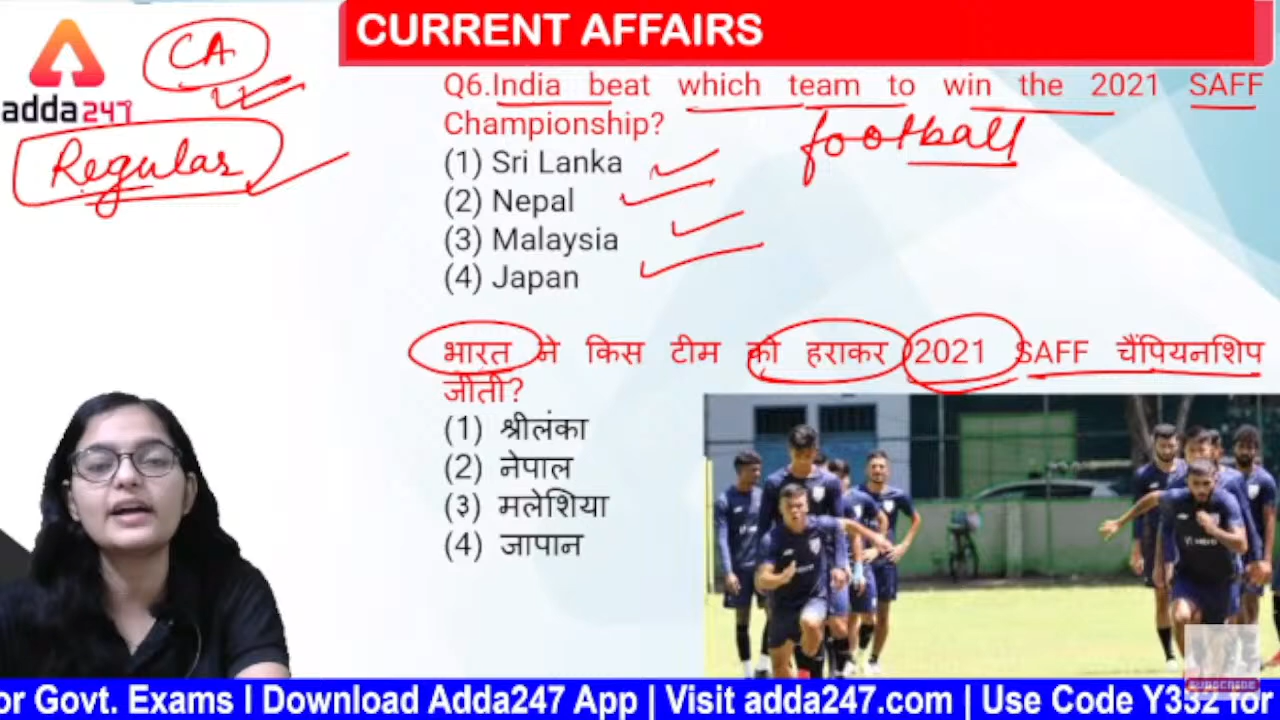 CURRENT AFFAIRS
CA
adda247
Regular
Q6.India beat which team to win the 2021 SAFF
Championship?
football
(1) Sri Lanka
(2) Nepal
(3) Malaysia
(4) Japan
भारत ने किस टीम को हराकर 2021 SAFF चैंपियनशिप
जीती?
(1) श्रीलंका
(2) नेपाल
(3) मलेशिया
(4) जापान
SUBSCRIBE
or Govt. Exams I Download Adda247 App | Visit adda247.com | Use Code Y332 for